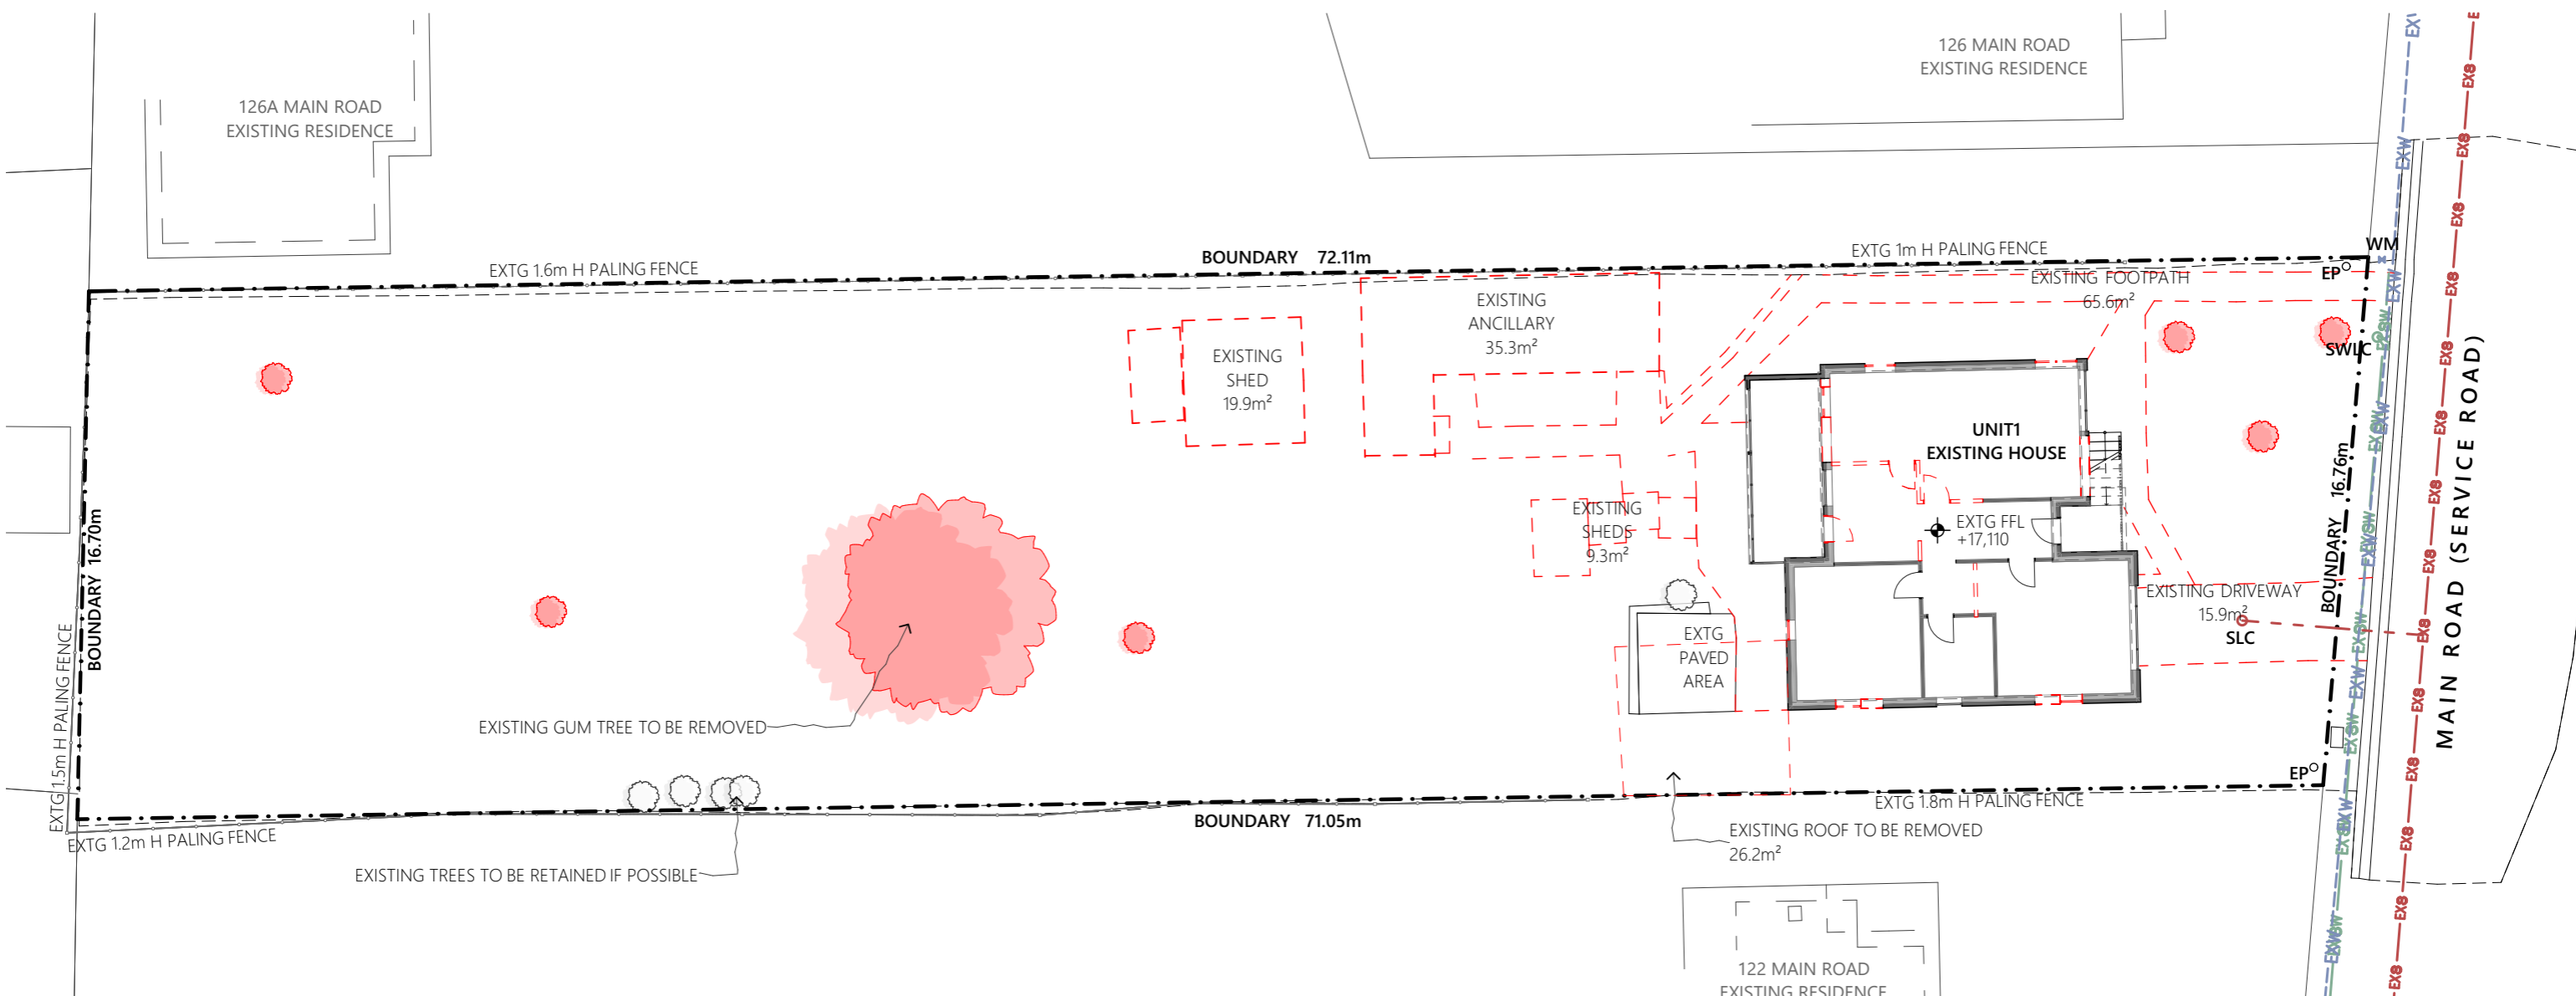 126A MAIN ROAD
EXISTING RESIDENCE
126 MAIN ROAD
EXISTING RESIDENCE
BOUNDARY 72.11m
EXTG 1.6m H PALING FENCE
EXTG 1m H PALING FENCE
WM
EP
EXISTING FOOTPATH
65.6m²
EXISTING
ANCILLARY
35.3m²
EXISTING
SHED
19.9m²
SWLC
UNIT1
EXISTING HOUSE
EXTG FFL
+17,110
EXISTING
SHEDS
9.3m²
EXISTING DRIVEWAY
15.9m²
SLC
EXTG
PAVED
AREA
BOUNDARY 16.70m
EXTG 1.5m H PALING FENCE
BOUNDARY 16.76m
MAIN ROAD (SERVICE ROAD)
EXISTING GUM TREE TO BE REMOVED
EP
EXTG 1.8m H PALING FENCE
BOUNDARY 71.05m
EXTG 1.2m H PALING FENCE
EXISTING ROOF TO BE REMOVED
26.2m²
EXISTING TREES TO BE RETAINED IF POSSIBLE
122 MAIN ROAD
EXISTING RESIDENCE
EXW
EXSW